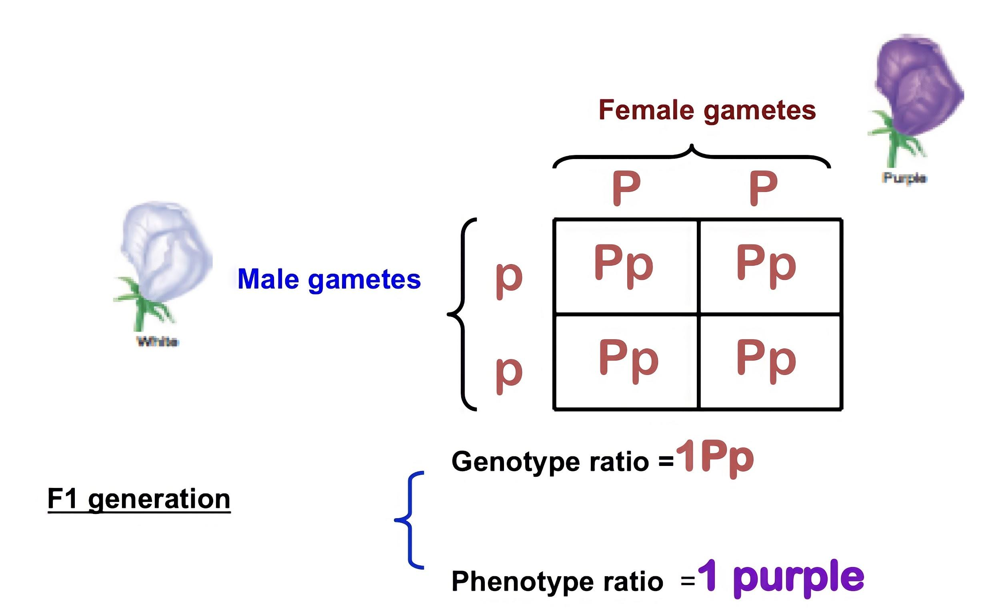 Female gametes
Purple
P P
White
Male gametes
p Pp Pp
p Pp Pp
Genotype ratio =1Pp
F1 generation
Phenotype ratio =1 purple